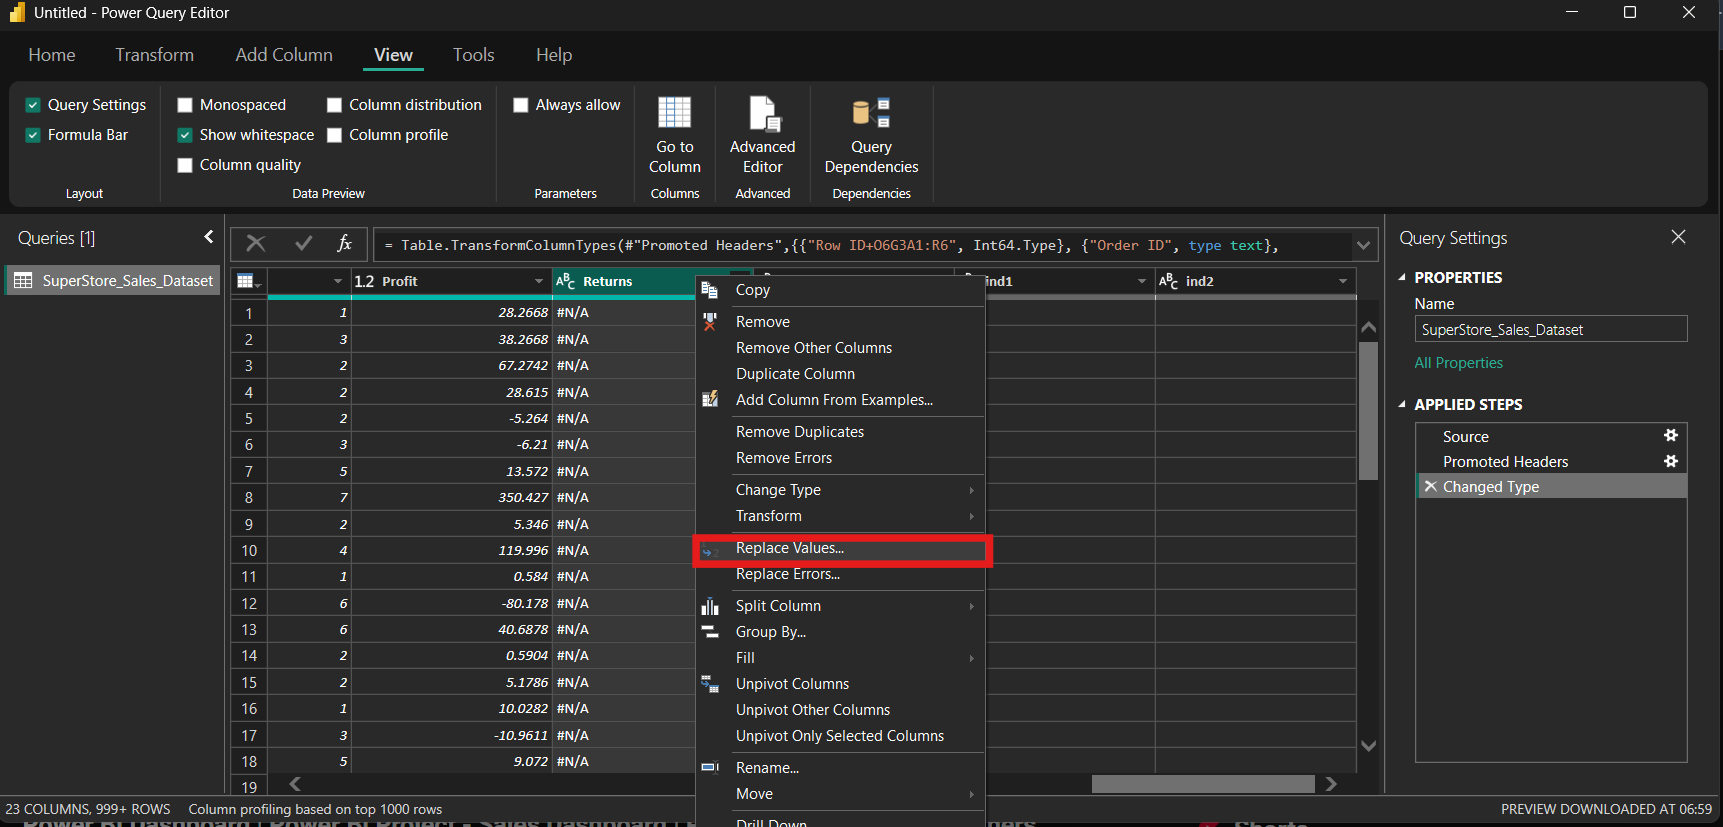 Untitled - Power Query Editor
Home Transform Add Column View Tools Help
Query Settings Monospaced Column distribution Always allow
Formula Bar Show whitespace Column profile
Column quality
Go to Column
Advanced Editor
Query Dependencies
Layout Data Preview Parameters Columns Advanced Dependencies
Queries [1]
SuperStore_Sales_Dataset
fx = Table.TransformColumnTypes(#"Promoted Headers",{{"Row ID+O6G3A1:R6", Int64.Type}, {"Order ID", type text},
1.2 Profit ABC Returns ind1 ABC ind2
1 1 28.2668 #N/A
2 3 38.2668 #N/A
3 2 67.2742 #N/A
4 2 28.615 #N/A
5 2 -5.264 #N/A
6 3 -6.21 #N/A
7 5 13.572 #N/A
8 7 350.427 #N/A
9 2 5.346 #N/A
10 4 119.996 #N/A
11 1 0.584 #N/A
12 6 -80.178 #N/A
13 6 40.6878 #N/A
14 2 0.5904 #N/A
15 2 5.1786 #N/A
16 1 10.0282 #N/A
17 3 -10.9611 #N/A
18 5 9.072 #N/A
19
Copy
Remove
Remove Other Columns
Duplicate Column
Add Column From Examples...
Remove Duplicates
Remove Errors
Change Type
Transform
Replace Values...
Replace Errors...
Split Column
Group By...
Fill
Unpivot Columns
Unpivot Other Columns
Unpivot Only Selected Columns
Rename...
Move
Drill Down
Query Settings
PROPERTIES
Name
SuperStore_Sales_Dataset
All Properties
APPLIED STEPS
Source
Promoted Headers
Changed Type
23 COLUMNS, 999+ ROWS Column profiling based on top 1000 rows
PREVIEW DOWNLOADED AT 06:59